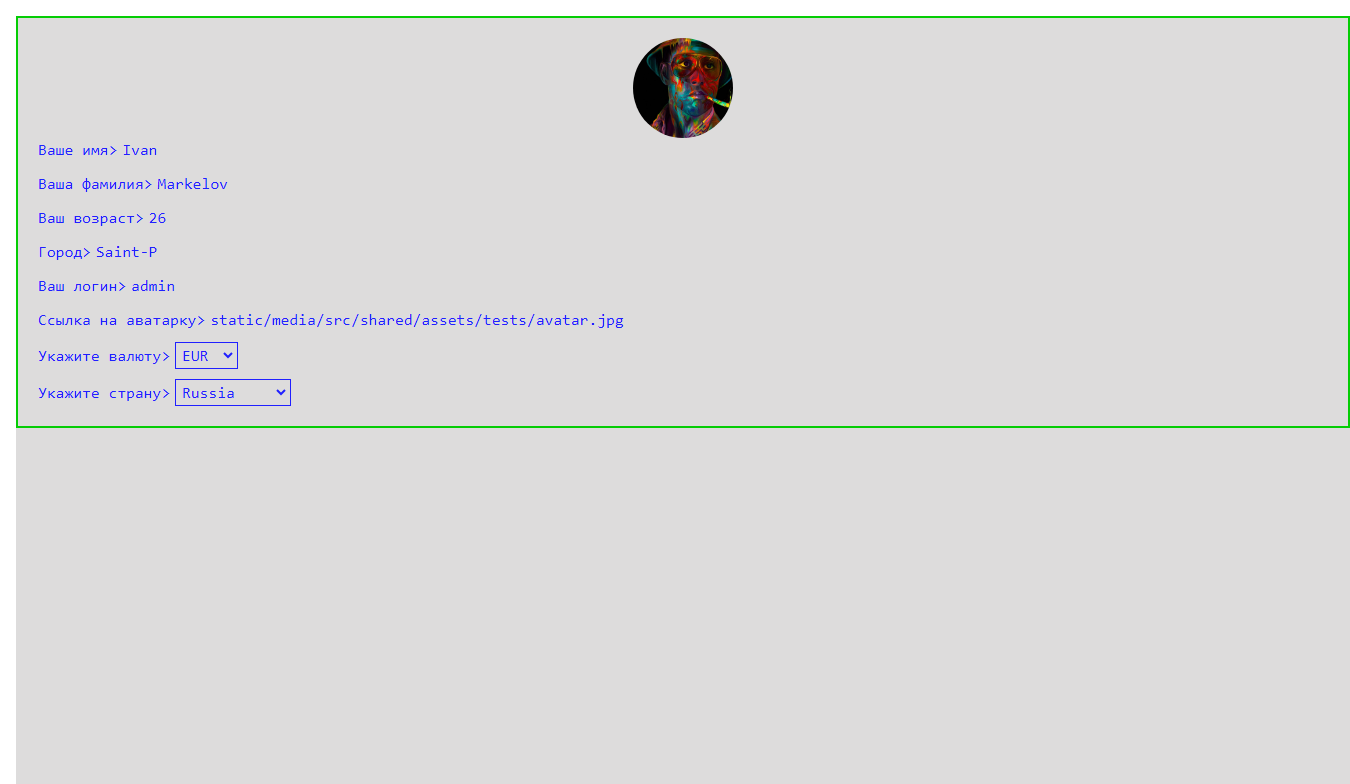 Ваше имя> Ivan
Ваша фамилия> Markelov
Ваш возраст> 26
Город> Saint-P
Ваш логин> admin
Ссылка на аватарку> static/media/src/shared/assets/tests/avatar.jpg
Укажите валюту> EUR
Укажите страну> Russia